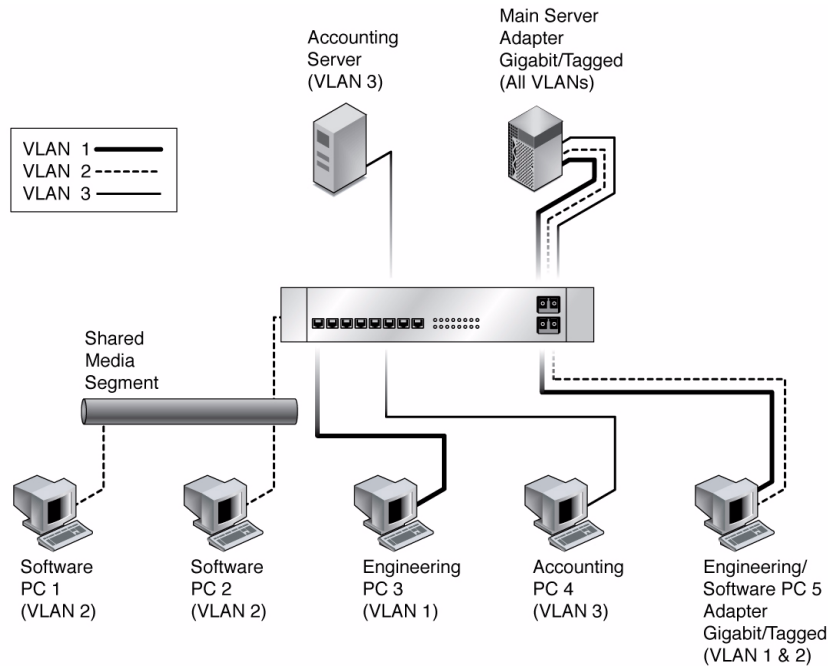 Accounting
Server
(VLAN 3)
Main Server
Adapter
Gigabit/Tagged
(All VLANs)
VLAN 1
VLAN 2
VLAN 3
Shared
Media
Segment
Software
PC 1
(VLAN 2)
Software
PC 2
(VLAN 2)
Engineering
PC 3
(VLAN 1)
Accounting
PC 4
(VLAN 3)
Engineering/
Software PC 5
Adapter
Gigabit/Tagged
(VLAN 1 & 2)